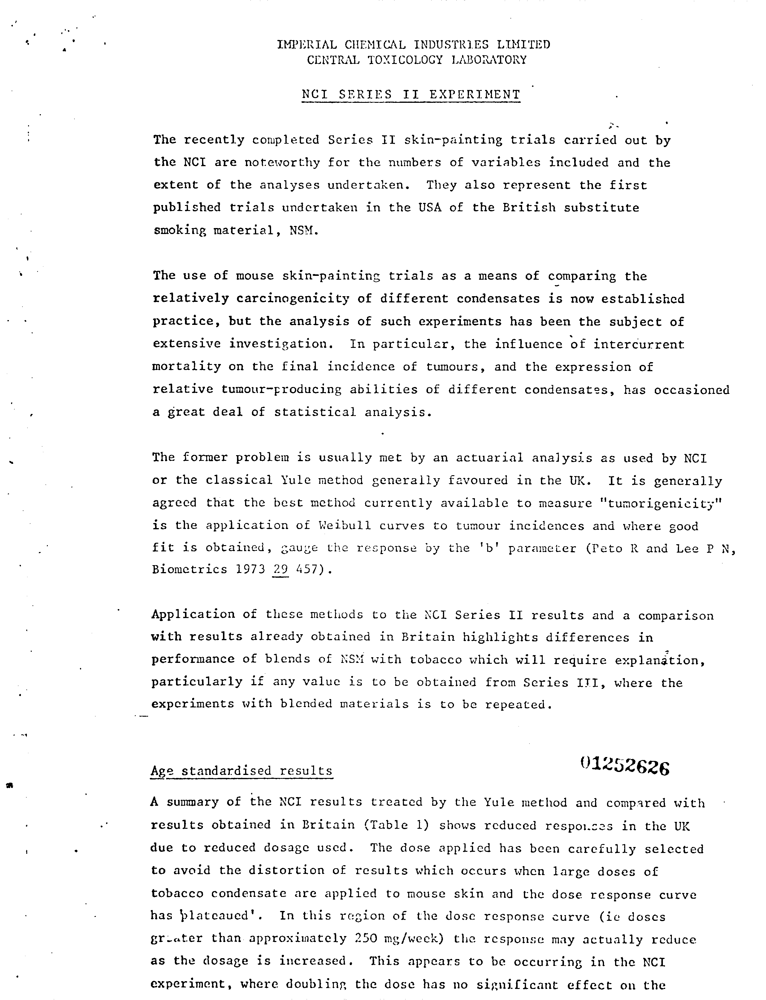 IMPERIAL CHEMICAL INDUSTRIES LIMITED
CENTRAL TOXICOLOGY LABORATORY
NCI SERIES II EXPERIMENT
The recently completed Series II skin-painting trials carried out by
the NCI are noteworthy for the numbers of variables included and the
extent of the analyses undertaken. They also represent the first
published trials undertaken in the USA of the British substitute
smoking material, NSM.
The use of mouse skin-painting trials as a means of comparing the
relatively carcinogenicity of different condensates is now established
practice, but the analysis of such experiments has been the subject of
extensive investigation. In particular, the influence of intercurrent
mortality on the final incidence of tumours, and the expression of
relative tumour-producing abilities of different condensates, has occasioned
a great deal of statistical analysis.
The former problem is usually met by an actuarial analysis as used by NCI
or the classical Yule method generally favoured in the UK. It is generally
agreed that the best method currently available to measure "tumorigenicity"
is the application of Weibull curves to tumour incidences and where good
fit is obtained, gauge the response by the 'b' parameter (Peto R and Lee P N,
Biometrics 1973 29 457).
Application of these methods to the NCI Series II results and a comparison
with results already obtained in Britain highlights differences in
performance of blends of NSM with tobacco which will require explanation,
particularly if any value is to be obtained from Series III, where the
experiments with blended materials is to be repeated.
01252626
Age standardised results
A summary of the NCI results treated by the Yule method and compared with
results obtained in Britain (Table 1) shows reduced responses in the UK
due to reduced dosage used. The dose applied has been carefully selected
to avoid the distortion of results which occurs when large doses of
tobacco condensate are applied to mouse skin and the dose response curve
has 'plateaued'. In this region of the dose response curve (ie doses
greater than approximately 250 mg/week) the response may actually reduce
as the dosage is increased. This appears to be occurring in the NCI
experiment, where doubling the dose has no significant effect on the